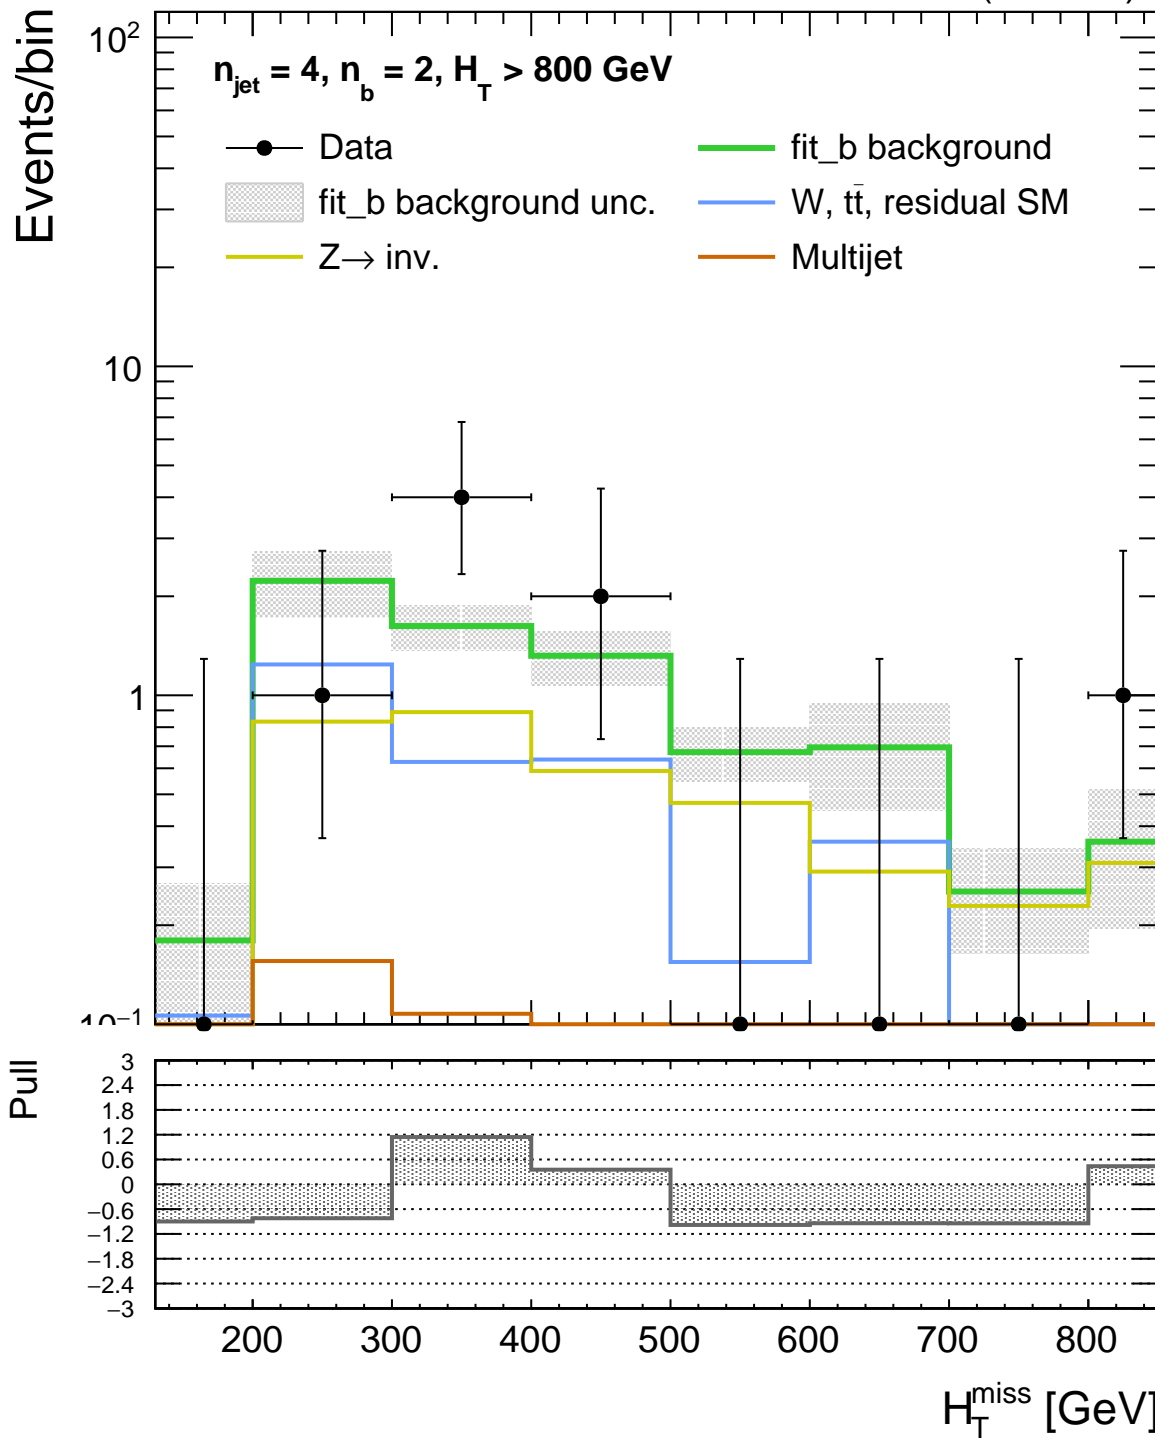 Events/bin
10²
10
1
10⁻¹
n_jet = 4, n_b = 2, H_T > 800 GeV
Data
fit_b background
fit_b background unc.
W, tt̄, residual SM
Z→ inv.
Multijet
Pull
3
2.4
1.8
1.2
0.6
0
−0.6
−1.2
−1.8
−2.4
−3
200 300 400 500 600 700 800
H_T^miss [GeV]